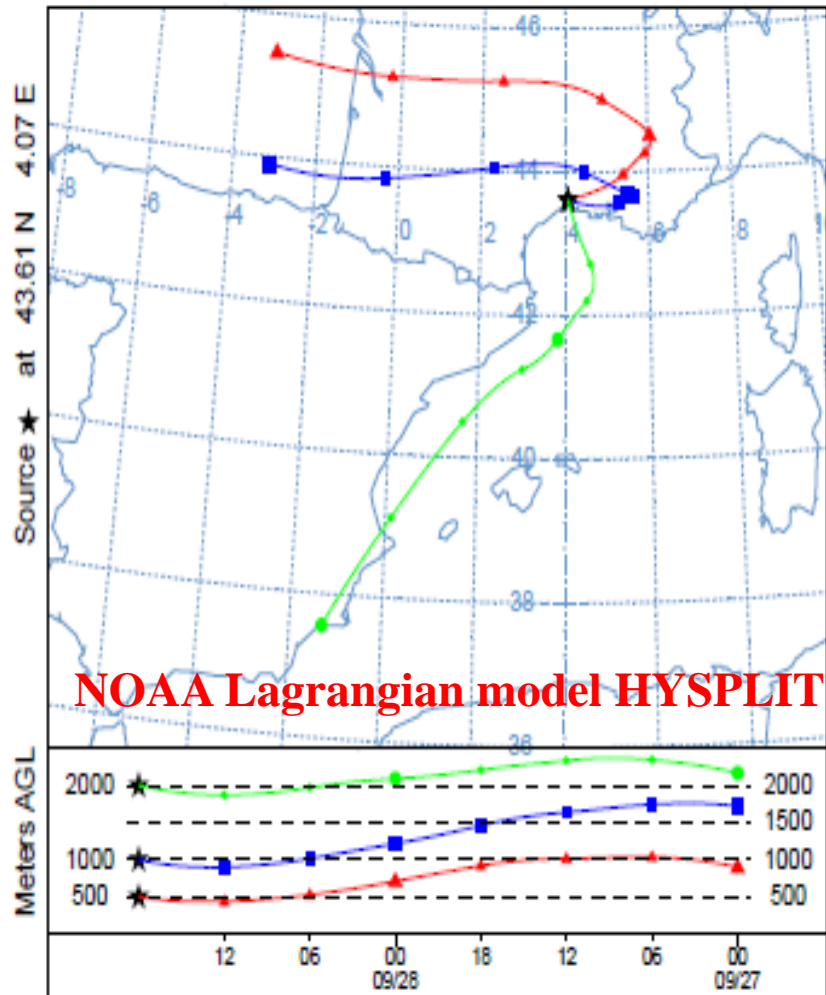 Source ★ at 43.61 N 4.07 E
46
44
-8 -6 -4 -2 0 2 4 6 8
42
40
38
NOAA Lagrangian model HYSPLIT
36
Meters AGL
2000 2000
1500
1000 1000
500 500
12 06 00 18 12 06 00
09/28 09/27